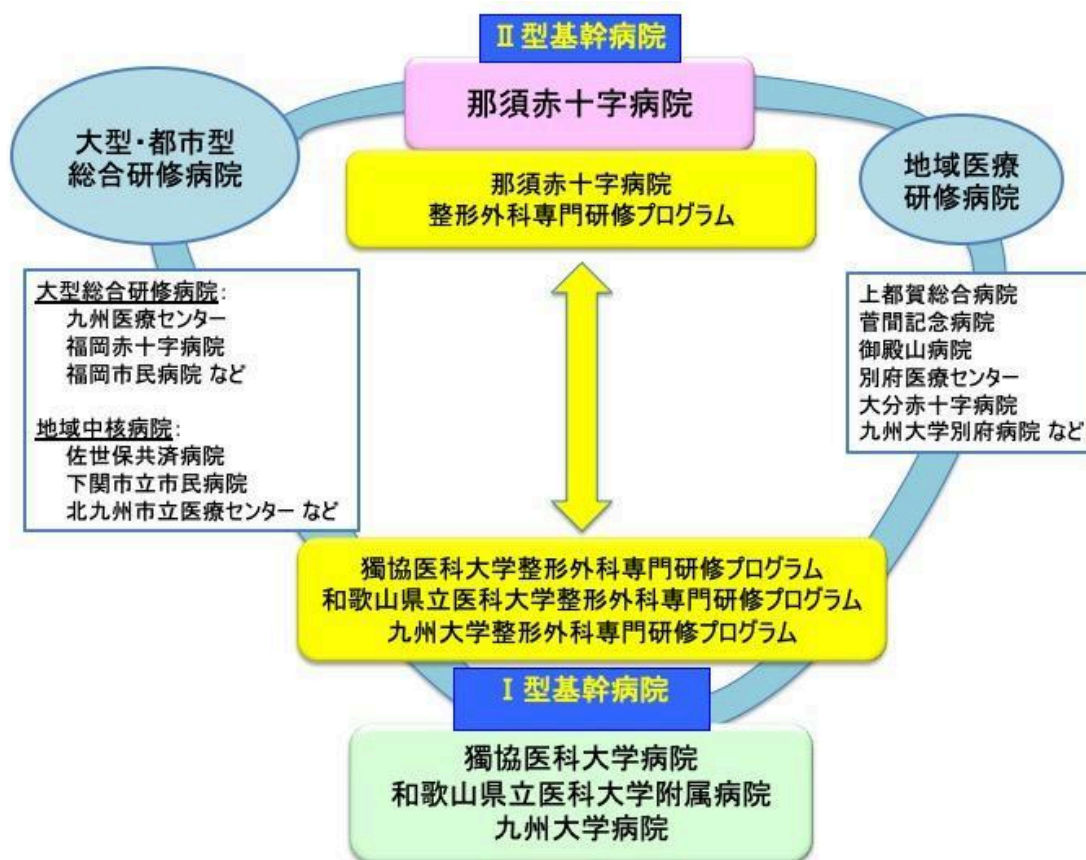 Ⅱ型基幹病院
那須赤十字病院
那須赤十字病院
整形外科専門研修プログラム
大型・都市型
総合研修病院
大型総合研修病院:
九州医療センター
福岡赤十字病院
福岡市民病院 など
地域中核病院:
佐世保共済病院
下関市立市民病院
北九州市立医療センター など
地域医療
研修病院
上都賀総合病院
菅間記念病院
御殿山病院
別府医療センター
大分赤十字病院
九州大学別府病院 など
獨協医科大学整形外科専門研修プログラム
和歌山県立医科大学整形外科専門研修プログラム
九州大学整形外科専門研修プログラム
Ⅰ型基幹病院
獨協医科大学病院
和歌山県立医科大学附属病院
九州大学病院